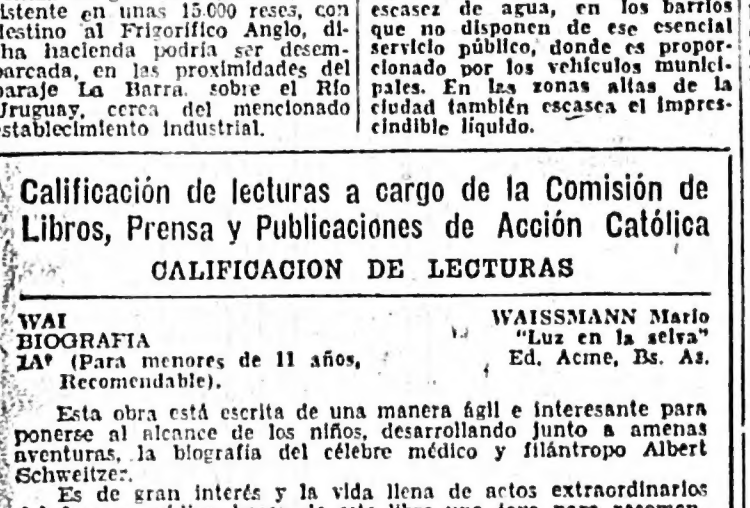 istente en unas 15.000 reses, con
destino al Frigorífico Anglo, di-
cha hacienda podría ser desem-
barcada, en las proximidades del
paraje La Barra, sobre el Río
Uruguay, cerca del mencionado
establecimiento industrial.
escasez de agua, en los barrios
que no disponen de ese esencial
servicio público, donde es propor-
cionado por los vehículos munici-
pales. En las zonas altas de la
ciudad también escasea el impres-
cindible líquido.
Calificación de lecturas a cargo de la Comisión de
Libros, Prensa y Publicaciones de Acción Católica
CALIFICACION DE LECTURAS
WAI
BIOGRAFIA
1Aº (Para menores de 11 años,
Recomendable).
WAISSMANN Mario
"Luz en la selva"
Ed. Acme, Bs. As.
Esta obra está escrita de una manera ágil e interesante para
ponerse al alcance de los niños, desarrollando junto a amenas
aventuras, la biografía del célebre médico y filántropo Albert
Schweitzer.
Es de gran interés y la vida llena de actos extraordinarios